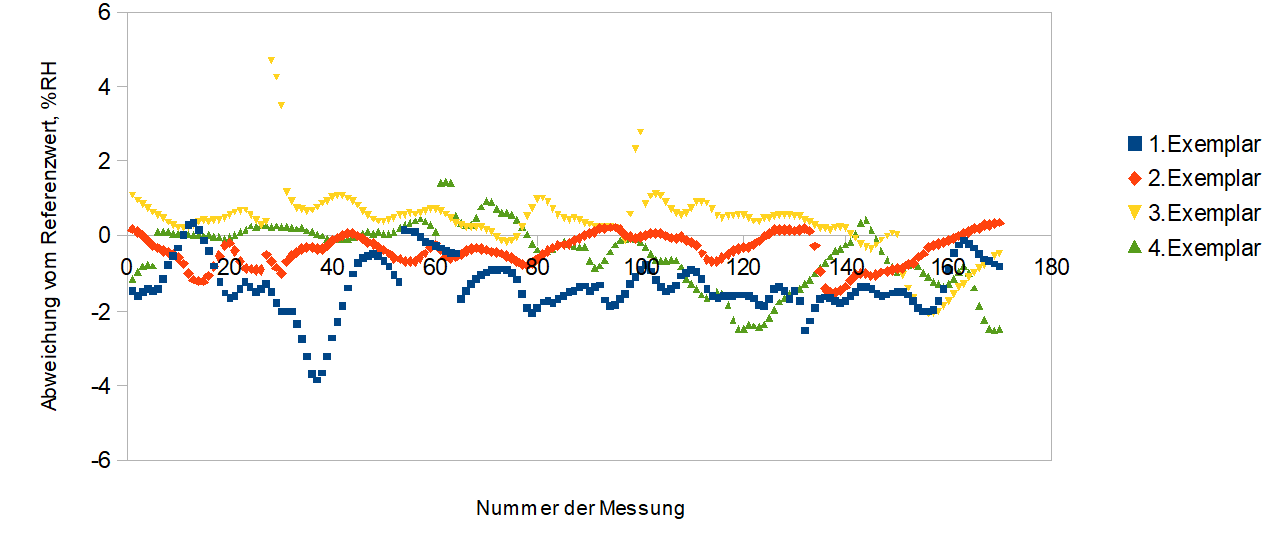 Abweichung vom Referenzwert, %RH
6
4
2
0
-2
-4
-6
0 20 40 60 80 100 120 140 160 180
Nummer der Messung
1.Exemplar
2.Exemplar
3.Exemplar
4.Exemplar